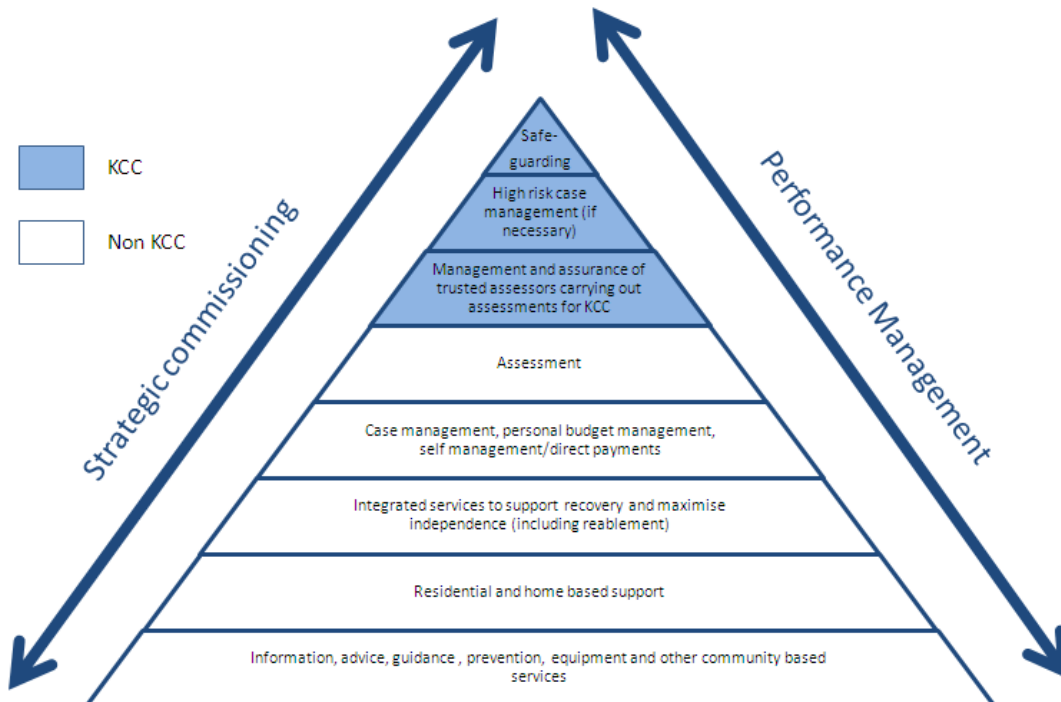 Safe-
guarding
KCC
High risk case
management (if
necessary)
Non KCC
Management and assurance of
trusted assessors carrying out
assessments for KCC
Strategic commissioning
Performance Management
Assessment
Case management, personal budget management,
self management/direct payments
Integrated services to support recovery and maximise
independence (including reablement)
Residential and home based support
Information, advice, guidance , prevention, equipment and other community based
services